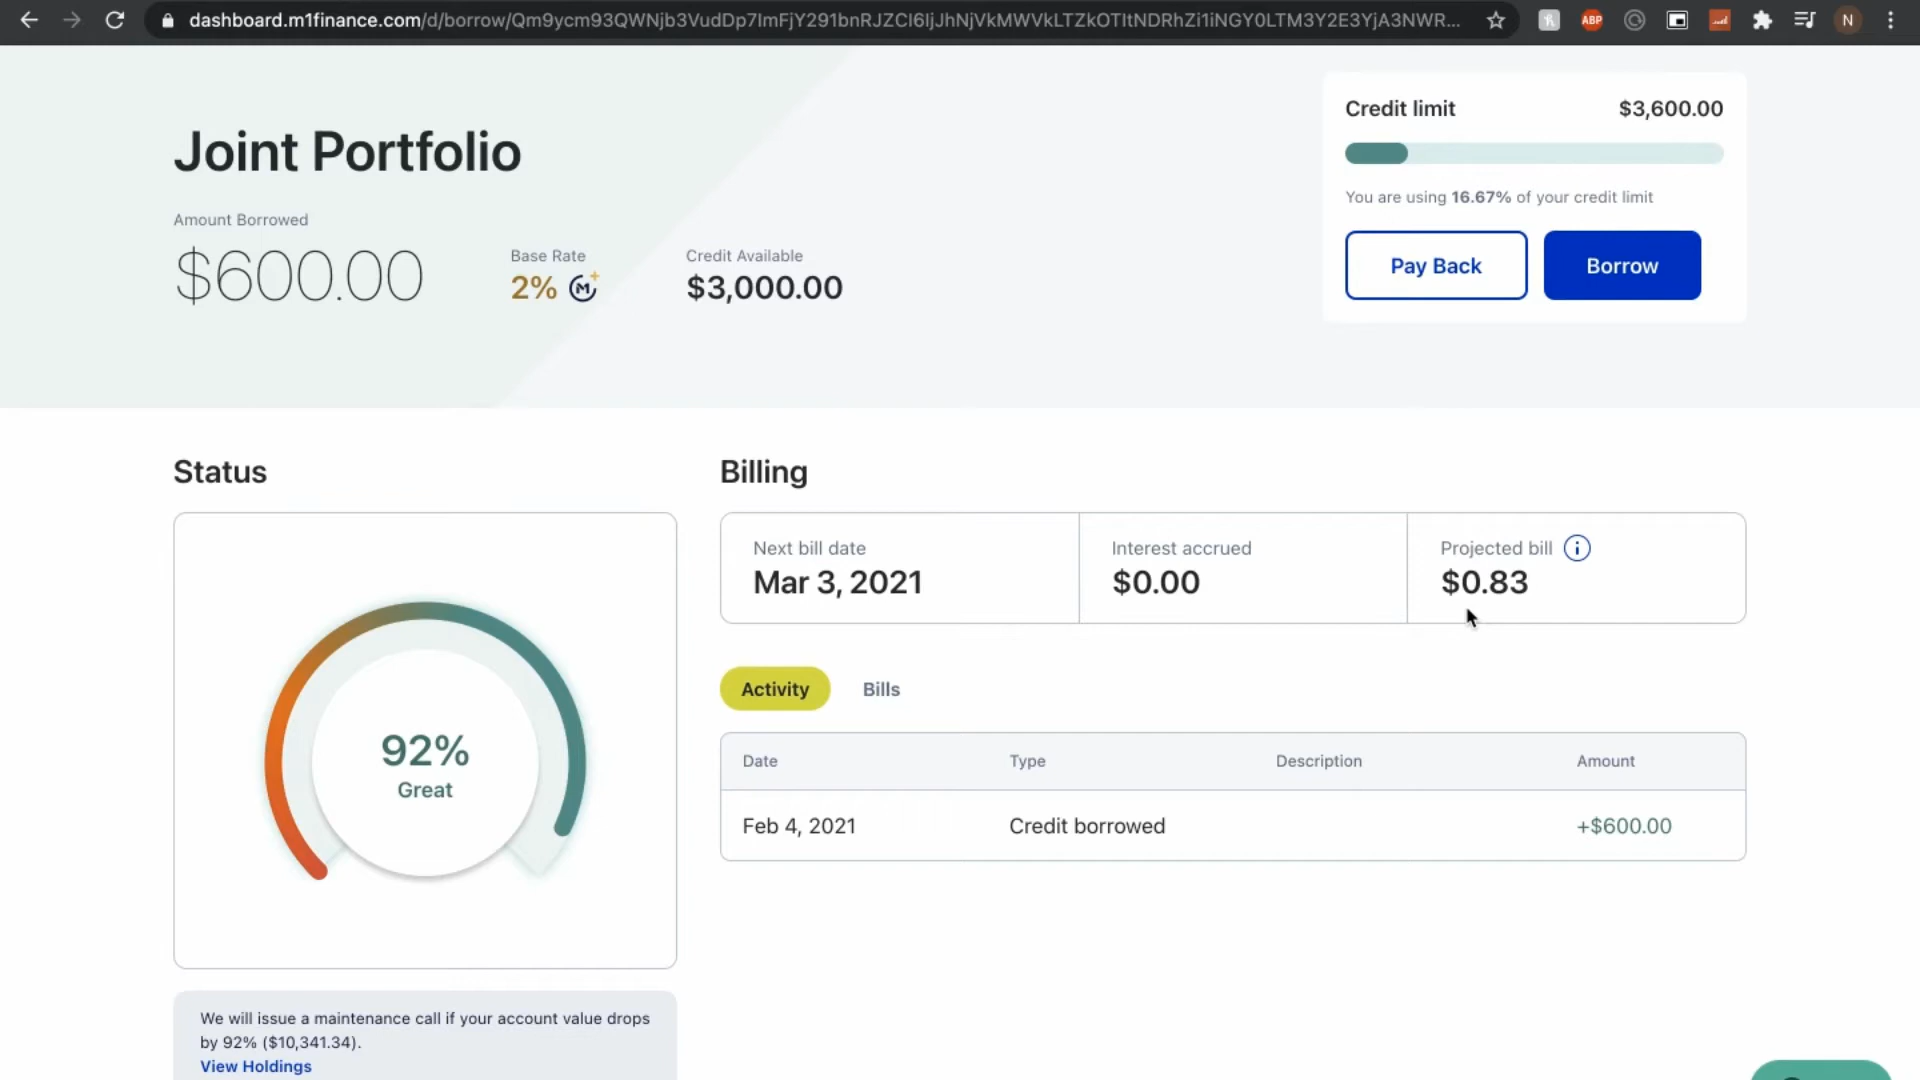 dashboard.m1finance.com/d/borrow/Qm9ycm93QWNjb3VudDp7ImFjY291bnRJZCI6IjJhNjVkMWVkLTZkOTItNDRhZi1iNGY0LTM3Y2E3YjA3NWR...
ABP
N
Joint Portfolio
Amount Borrowed
$600.00
Base Rate
2%
M
+
Credit Available
$3,000.00
Credit limit
$3,600.00
You are using 16.67% of your credit limit
Pay Back
Borrow
Status
92%
Great
We will issue a maintenance call if your account value drops
by 92% ($10,341.34).
View Holdings
Billing
Next bill date
Mar 3, 2021
Interest accrued
$0.00
Projected bill
i
$0.83
Activity
Bills
Date Type Description Amount
Feb 4, 2021 Credit borrowed +$600.00